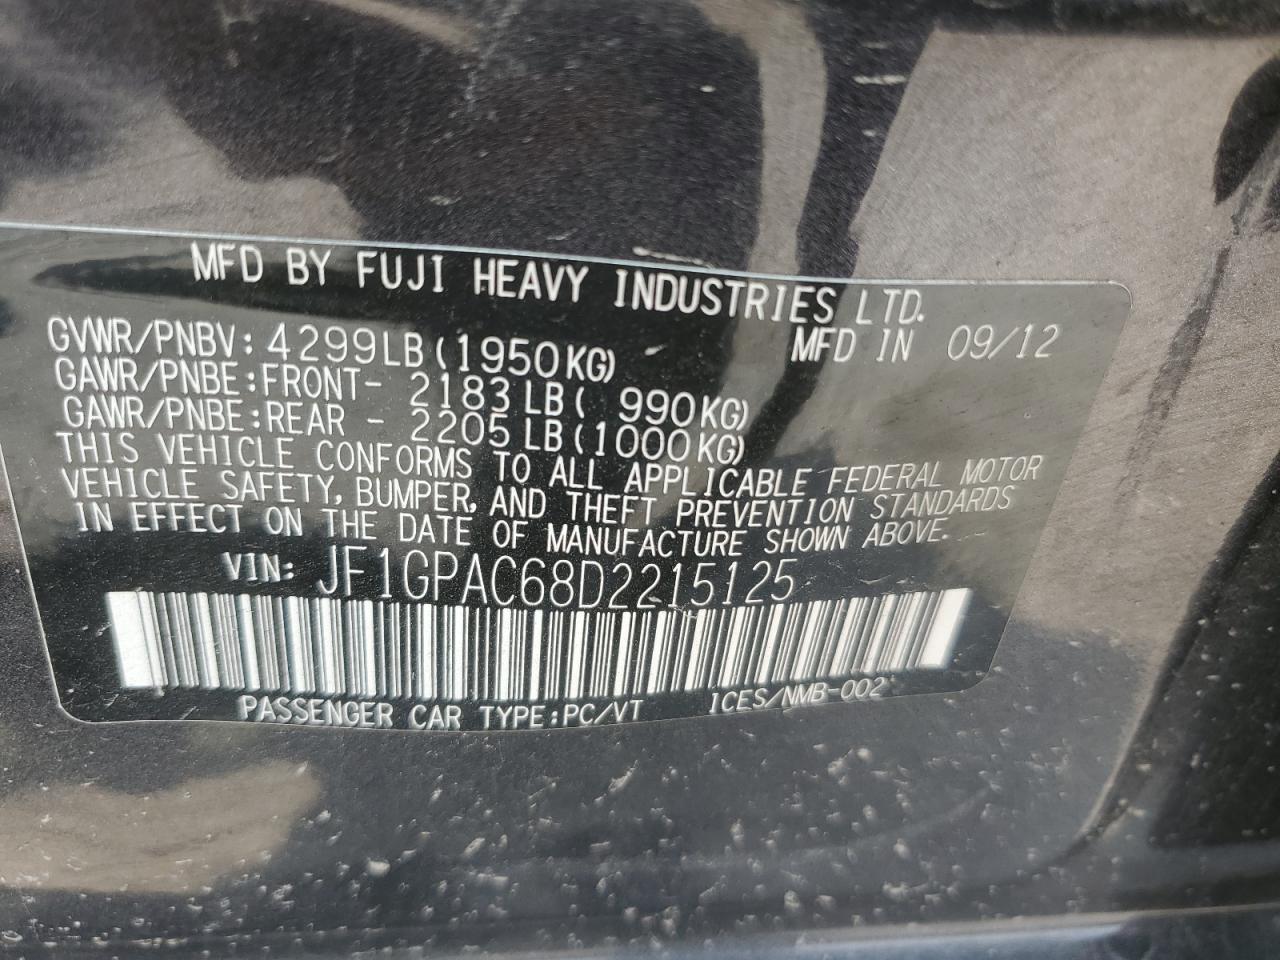 MFD BY FUJI HEAVY INDUSTRIES LTD.
GVWR/PNBV: 4299LB (1950KG) MFD IN 09/12
GAWR/PNBE:FRONT- 2183 LB ( 990KG)
GAWR/PNBE:REAR - 2205 LB (1000KG)
THIS VEHICLE CONFORMS TO ALL APPLICABLE FEDERAL MOTOR
VEHICLE SAFETY, BUMPER, AND THEFT PREVENTION STANDARDS
IN EFFECT ON THE DATE OF MANUFACTURE SHOWN ABOVE.
VIN: JF1GPAC68D2215125
PASSENGER CAR TYPE:PC/VT ICES/NMB-002